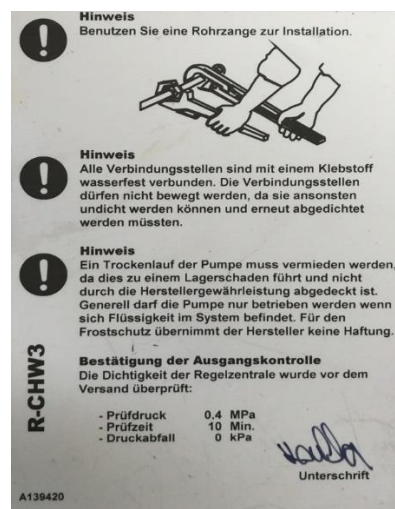 Hinweis
Benutzen Sie eine Rohrzange zur Installation.
Hinweis
Alle Verbindungsstellen sind mit einem Klebstoff
wasserfest verbunden. Die Verbindungsstellen
dürfen nicht bewegt werden, da sie ansonsten
undicht werden können und erneut abgedichtet
werden müssten.
Hinweis
Ein Trockenlauf der Pumpe muss vermieden werden,
da dies zu einem Lagerschaden führt und nicht
durch die Herstellergewährleistung abgedeckt ist.
Generell darf die Pumpe nur betrieben werden wenn
sich Flüssigkeit im System befindet. Für den
Frostschutz übernimmt der Hersteller keine Haftung.
R-CHW3
Bestätigung der Ausgangskontrolle
Die Dichtigkeit der Regelzentrale wurde vor dem
Versand überprüft:
- Prüfdruck 0,4 MPa
- Prüfzeit 10 Min.
- Druckabfall 0 kPa
Unterschrift
A139420